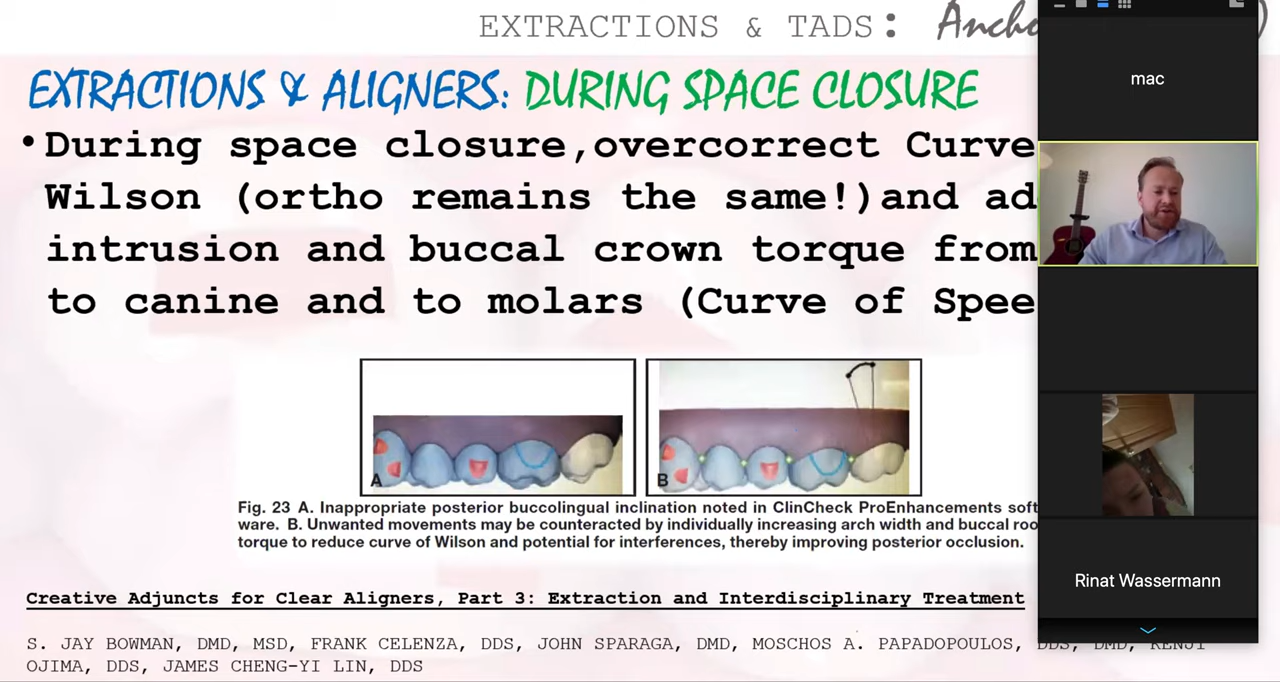 EXTRACTIONS & TADS:
EXTRACTIONS & ALIGNERS: DURING SPACE CLOSURE
• During space closure,overcorrect Curve
Wilson (ortho remains the same!)and
intrusion and buccal crown torque from
to canine and to molars (Curve of
A
B
Fig. 23 A. Inappropriate posterior buccolingual inclination noted in ClinCheck ProEnhancements soft
ware. B. Unwanted movements may be counteracted by individually increasing arch width and buccal
torque to reduce curve of Wilson and potential for interferences, thereby improving posterior occlusion.
Creative Adjuncts for Clear Aligners, Part 3: Extraction and Interdisciplinary Treatment
S. JAY BOWMAN, DMD, MSD, FRANK CELENZA, DDS, JOHN SPARAGA, DMD, MOSCHOS A. PAPADOPOULOS, DDS, DMD, KENJI
OJIMA, DDS, JAMES CHENG-YI LIN, DDS
mac
Rinat Wassermann